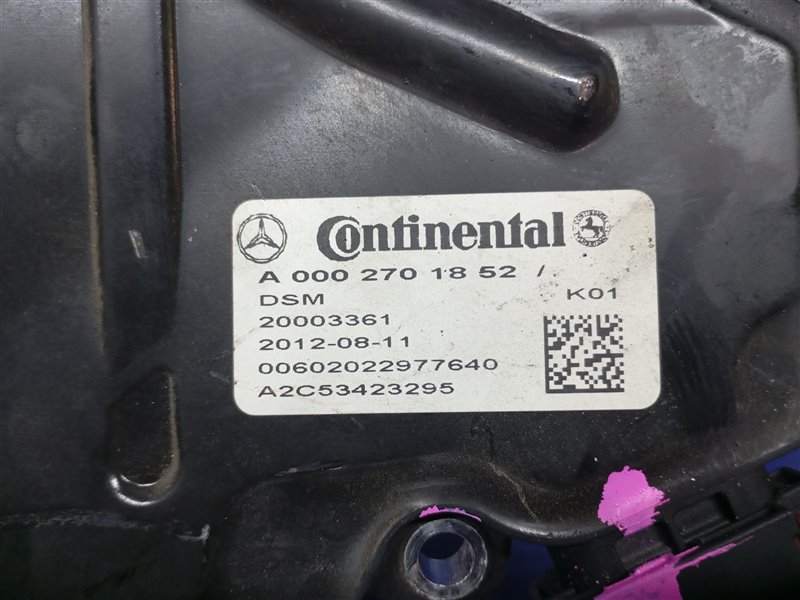 Continental
A 000 270 18 52 /
DSM K01
20003361
2012-08-11
00602022977640
A2C53423295